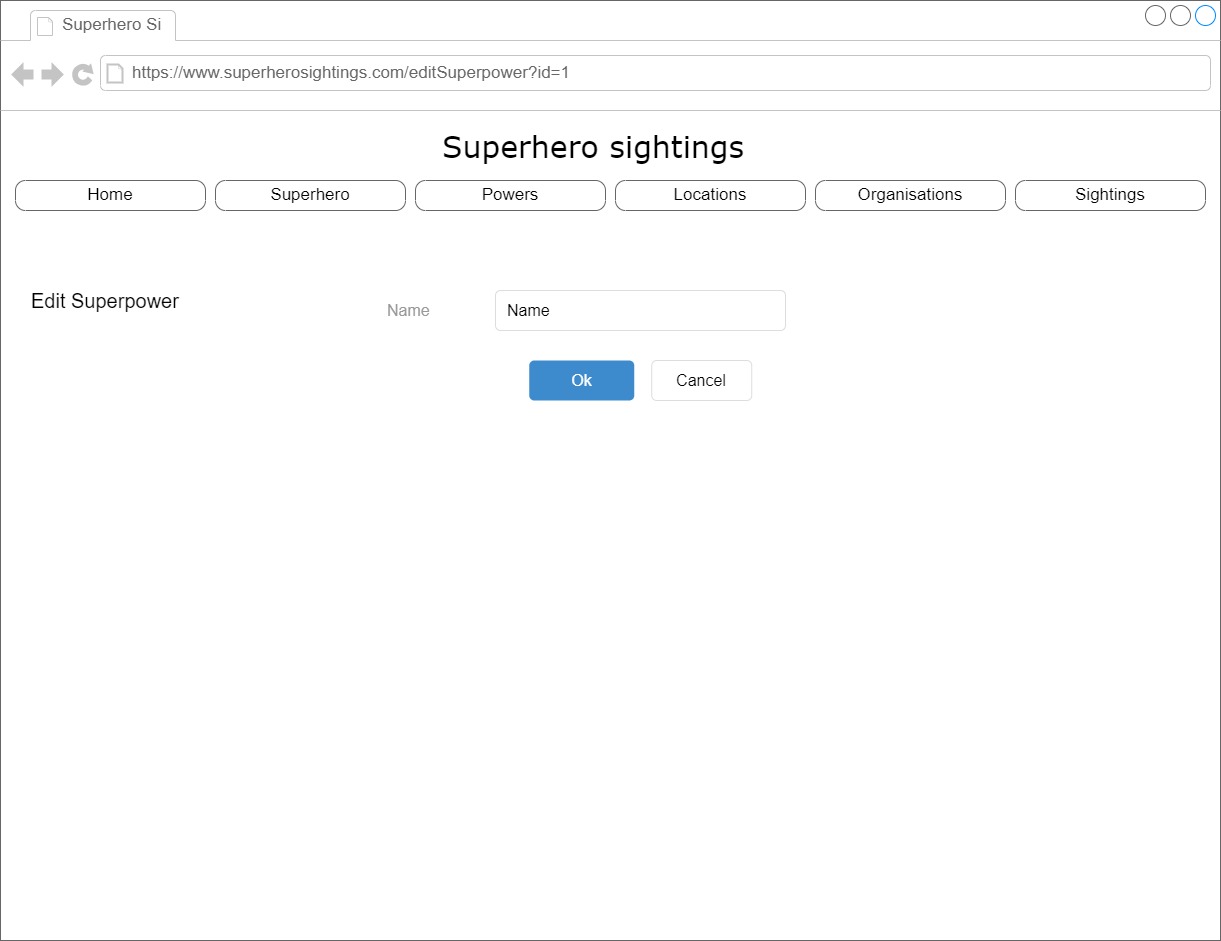 Superhero Si
https://www.superherosightings.com/editSuperpower?id=1
Superhero sightings
Home Superhero Powers Locations Organisations Sightings
Edit Superpower Name Name
Ok Cancel